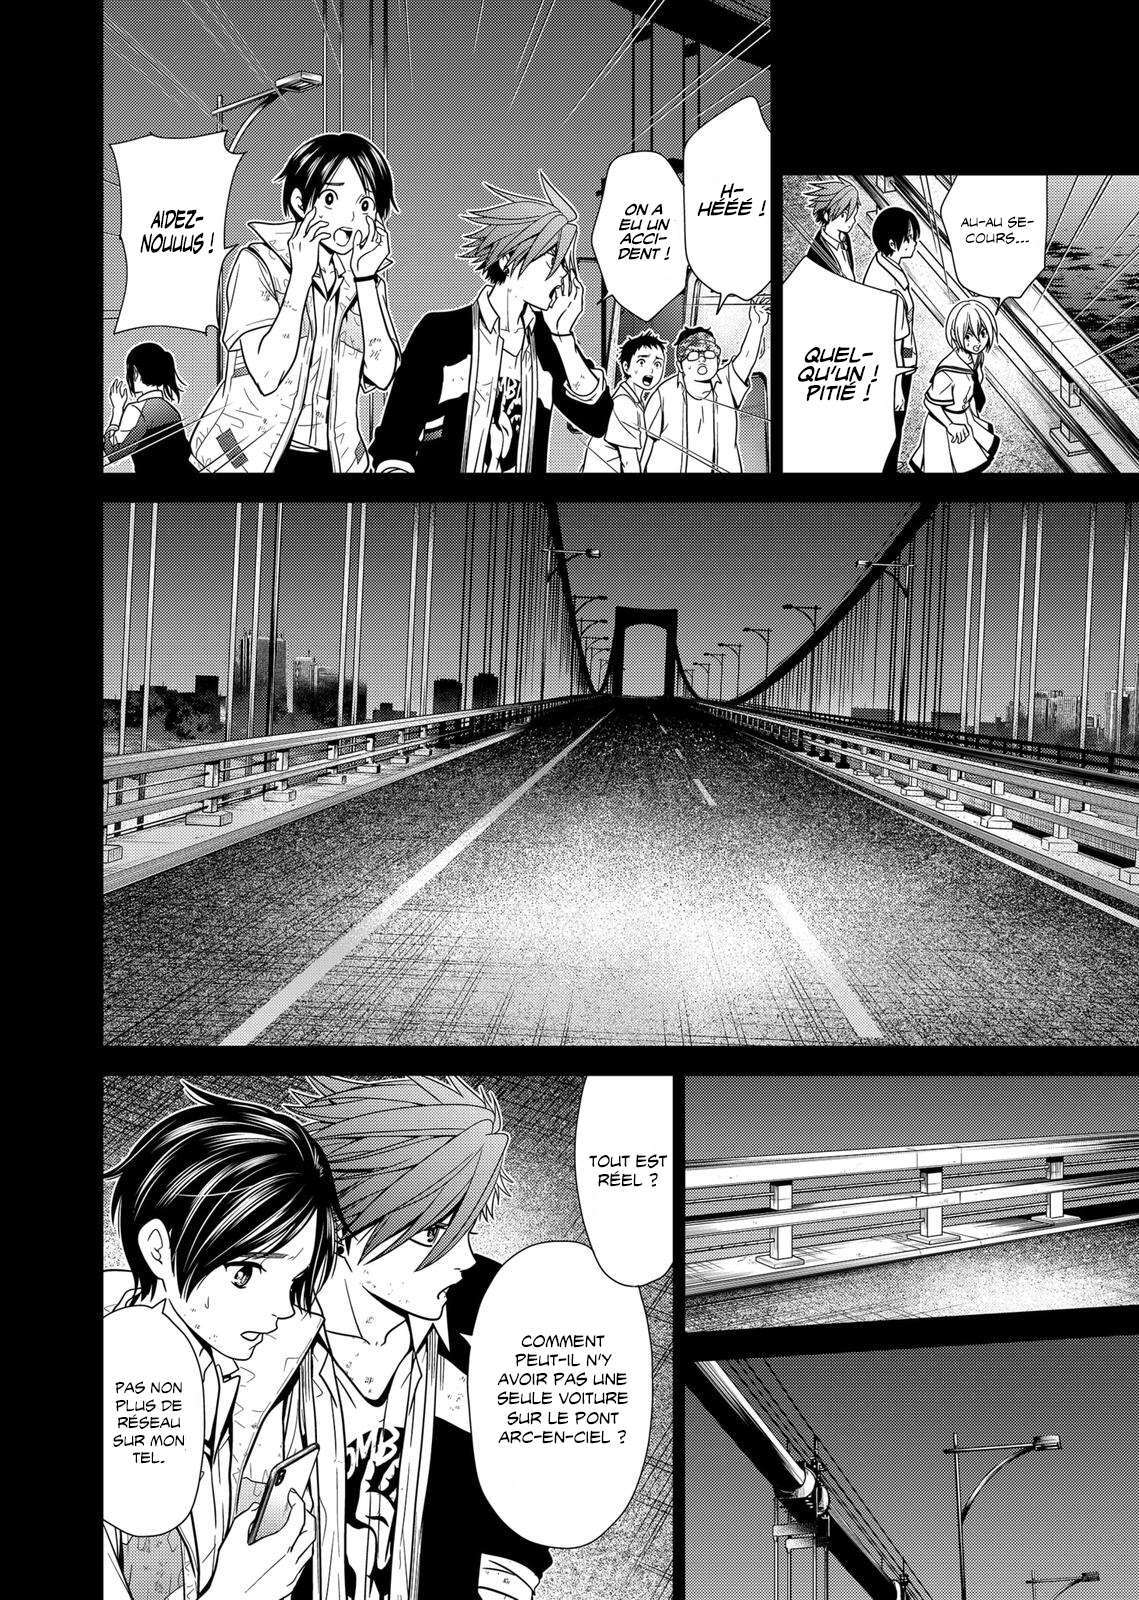 AU-AU SE-
COURS...
QUEL-
QU'UN !
PITIÉ !
H-
HÉÉÉ !
ON A
EU UN
ACCI-
DENT !
AIDEZ-
NOUUUS !
TOUT EST
RÉEL ?
COMMENT
PEUT-IL N'Y
AVOIR PAS UNE
SEULE VOITURE
SUR LE PONT
ARC-EN-CIEL ?
PAS NON
PLUS DE
RÉSEAU
SUR MON
TEL.